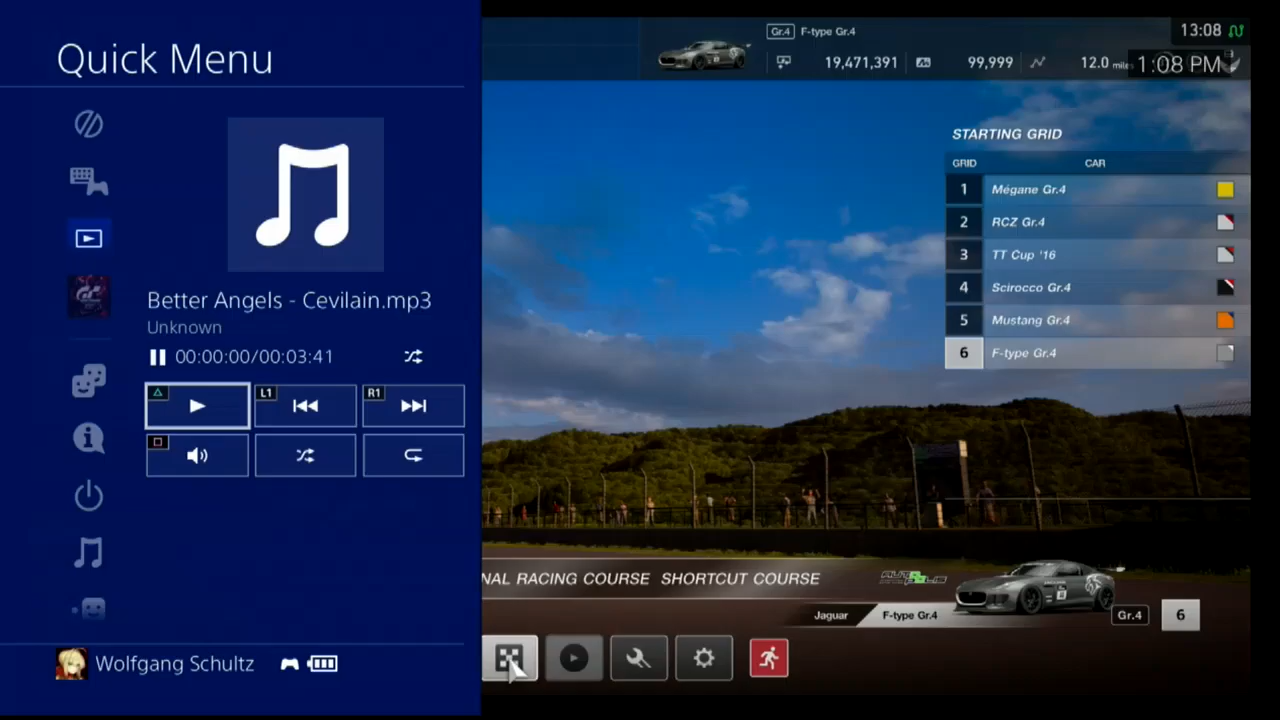 Quick Menu
Better Angels - Cevilain.mp3
Unknown
00:00:00/00:03:41
L1
R1
Wolfgang Schultz
Gr.4 F-type Gr.4
19,471,391
99,999
12.0 miles
13:08
1:08 PM
STARTING GRID
GRID CAR
1 Mégane Gr.4
2 RCZ Gr.4
3 TT Cup '16
4 Scirocco Gr.4
5 Mustang Gr.4
6 F-type Gr.4
NAL RACING COURSE SHORTCUT COURSE
AUTOPOLIS
Jaguar F-type Gr.4 Gr.4 6